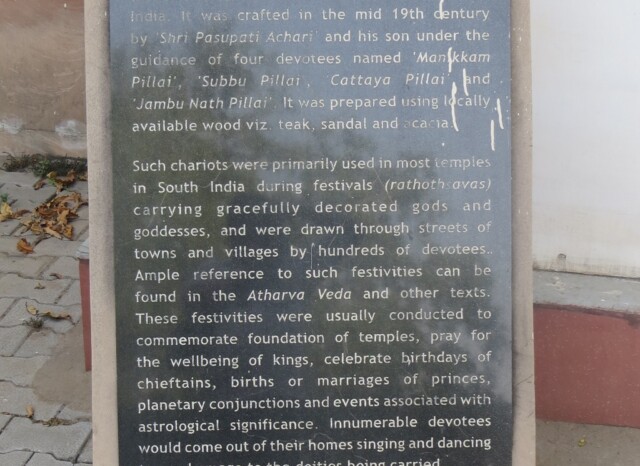 India. It was crafted in the mid 19th century
by 'Shri Pasupati Achari' and his son under the
guidance of four devotees named 'Manikkam
Pillai', 'Subbu Pillai', 'Cattaya Pillai' and
'Jambu Nath Pillai'. It was prepared using locally
available wood viz. teak, sandal and acacia.
Such chariots were primarily used in most temples
in South India during festivals (rathothsavas)
carrying gracefully decorated gods and
goddesses, and were drawn through streets of
towns and villages by hundreds of devotees..
Ample reference to such festivities can be
found in the Atharva Veda and other texts.
These festivities were usually conducted to
commemorate foundation of temples, pray for
the wellbeing of kings, celebrate birthdays of
chieftains, births or marriages of princes,
planetary conjunctions and events associated with
astrological significance. Innumerable devotees
would come out of their homes singing and dancing
to the deities being carried